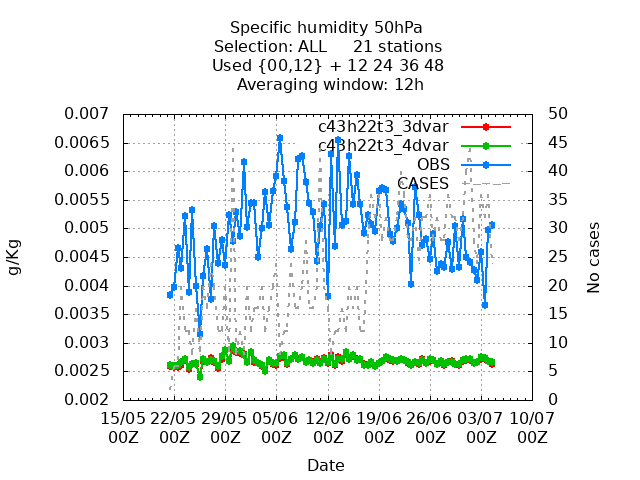 Specific humidity 50hPa
Selection: ALL 21 stations
Used {00,12} + 12 24 36 48
Averaging window: 12h
c43h22t3_3dvar
c43h22t3_4dvar
OBS
CASES
g/Kg
0.007
0.0065
0.006
0.0055
0.005
0.0045
0.004
0.0035
0.003
0.0025
0.002
50
45
40
35
30
25
20
15
10
5
0
No cases
15/05 22/05 29/05 05/06 12/06 19/06 26/06 03/07 10/07
00Z 00Z 00Z 00Z 00Z 00Z 00Z 00Z 00Z
Date